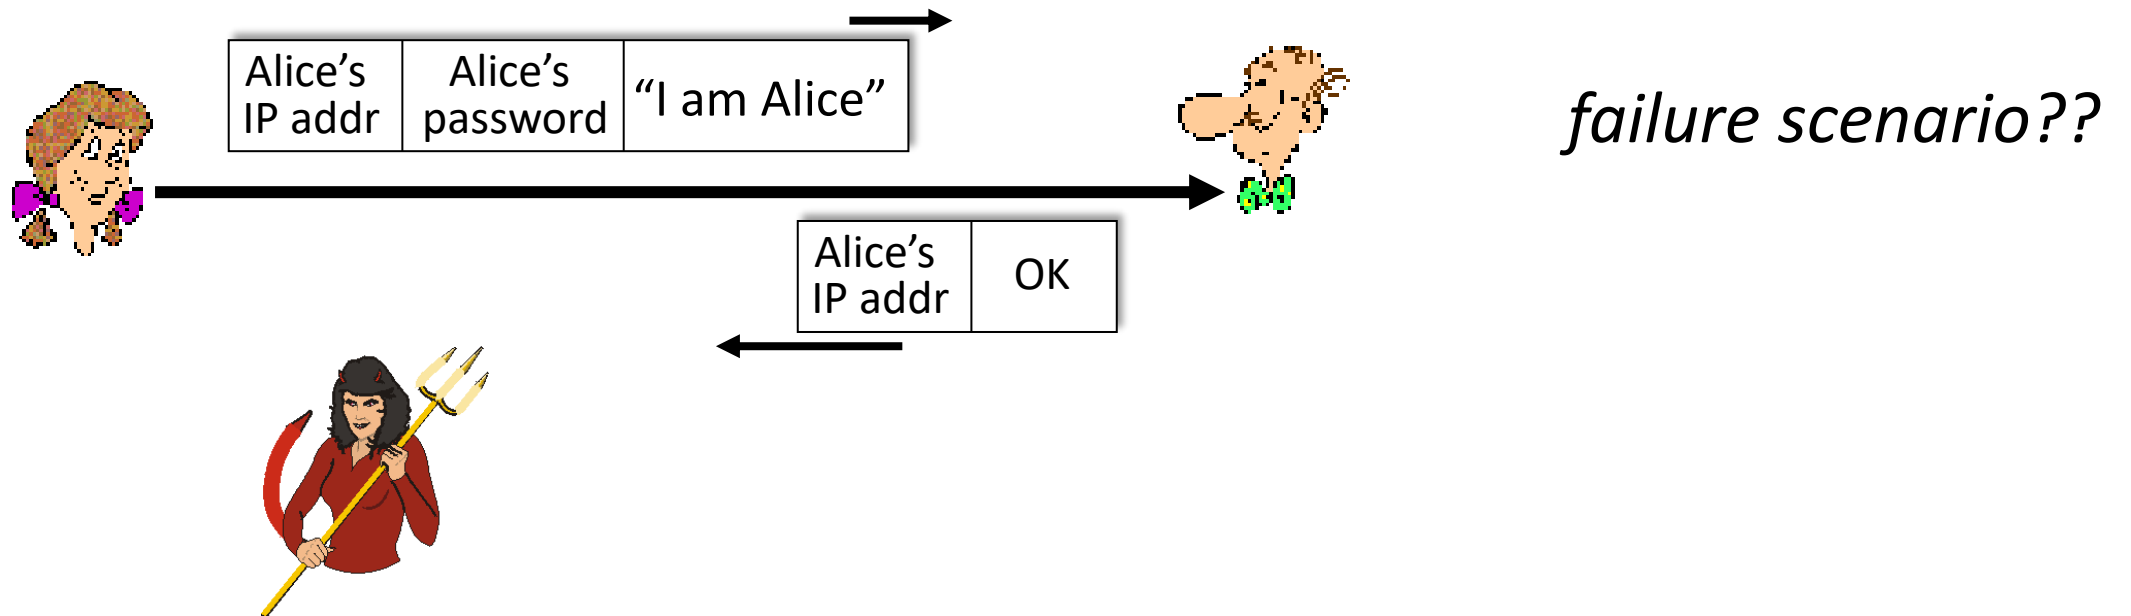 Alice’s
IP addr
Alice’s
password
“I am Alice”
failure scenario??
Alice’s
IP addr
OK